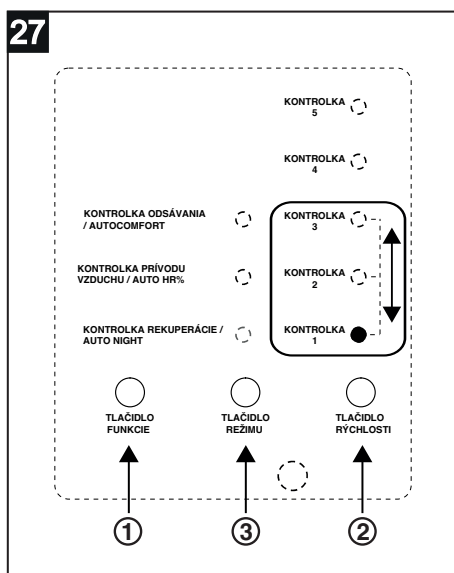 27
KONTROLKA
5
KONTROLKA
4
KONTROLKA ODSÁVANIA
/ AUTOCOMFORT
KONTROLKA
3
KONTROLKA PRÍVODU
VZDUCHU / AUTO HR%
KONTROLKA
2
KONTROLKA REKUPERÁCIE /
AUTO NIGHT
KONTROLKA
1
TLAČIDLO
FUNKCIE
TLAČIDLO
REŽIMU
TLAČIDLO
RÝCHLOSTI
1
3
2